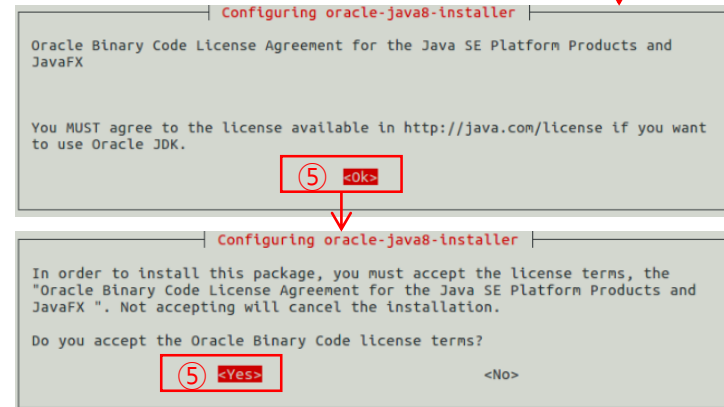 Configuring oracle-java8-installer
Oracle Binary Code License Agreement for the Java SE Platform Products and
JavaFX
You MUST agree to the license available in http://java.com/license if you want
to use Oracle JDK.
⑤ <Ok>
Configuring oracle-java8-installer
In order to install this package, you must accept the license terms, the
"Oracle Binary Code License Agreement for the Java SE Platform Products and
JavaFX ". Not accepting will cancel the installation.
Do you accept the Oracle Binary Code license terms?
⑤ <Yes> <No>